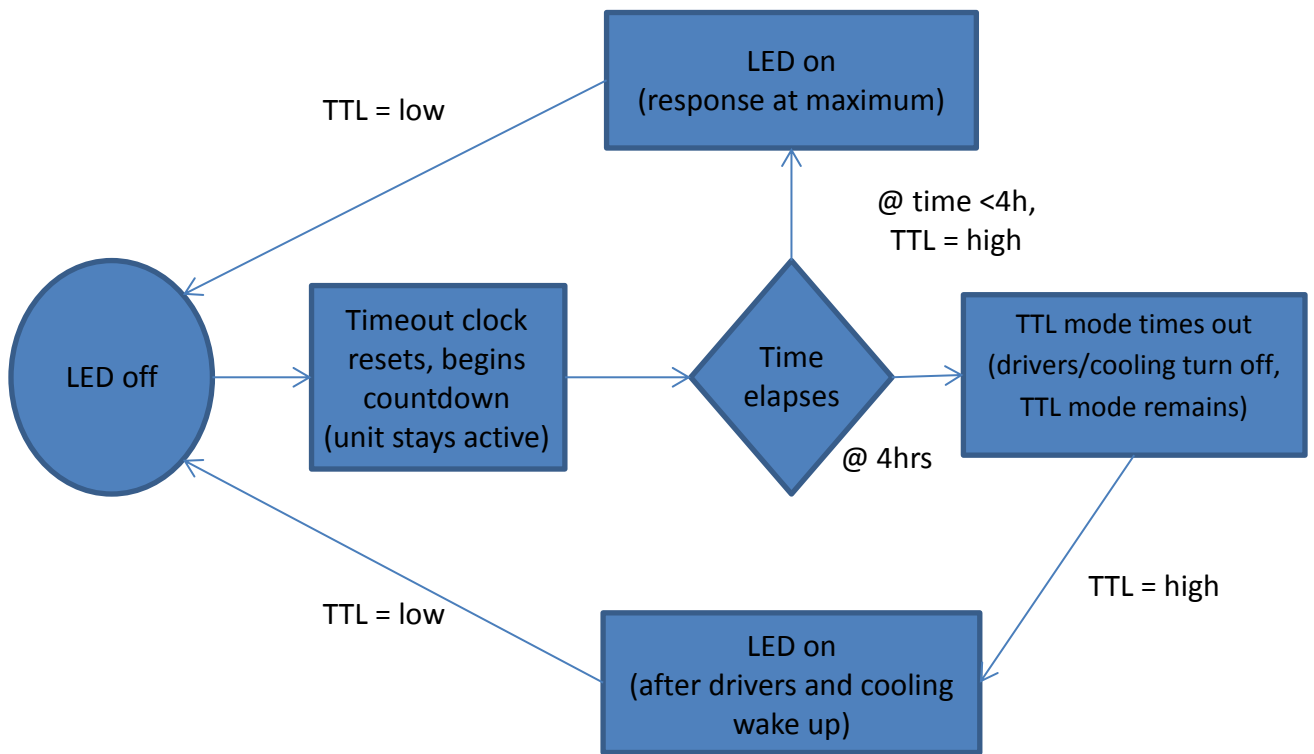 LED on
(response at maximum)
TTL = low
@ time <4h,
TTL = high
LED off
Timeout clock
resets, begins
countdown
(unit stays active)
Time
elapses
@ 4hrs
TTL mode times out
(drivers/cooling turn off,
TTL mode remains)
TTL = high
LED on
(after drivers and cooling
wake up)
TTL = low